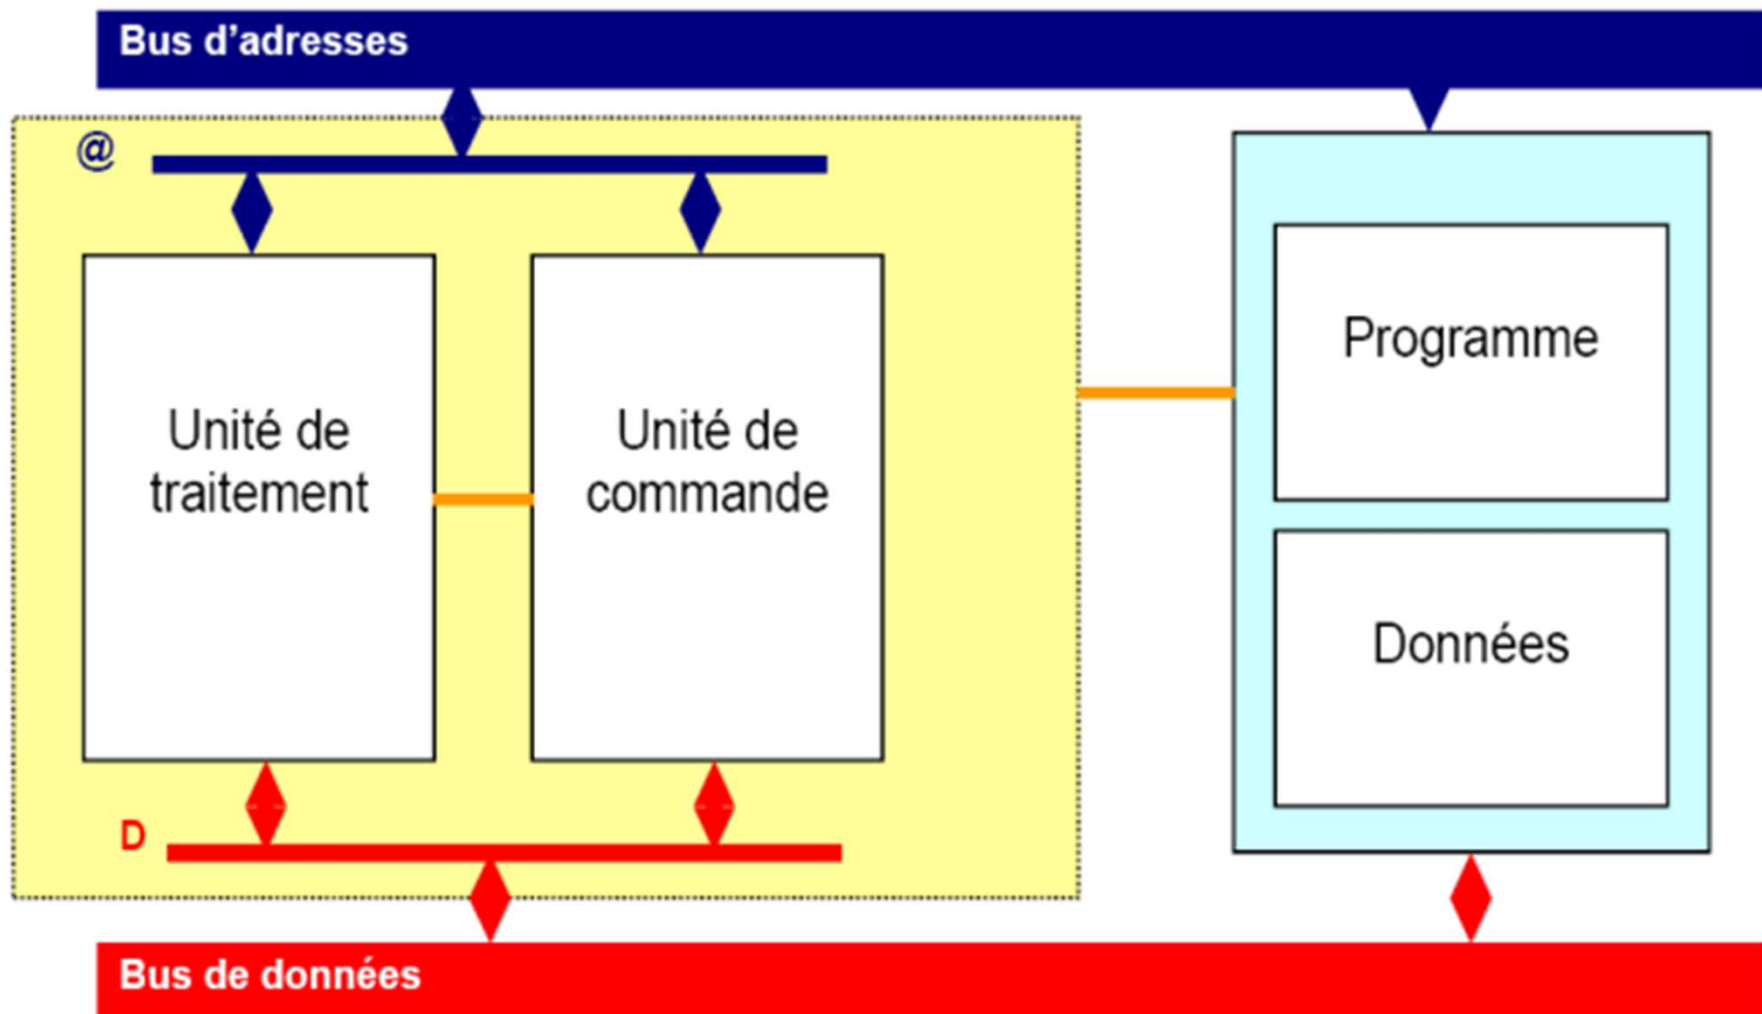 Bus d’adresses
@
Unité de
traitement
Unité de
commande
Programme
Données
D
Bus de données